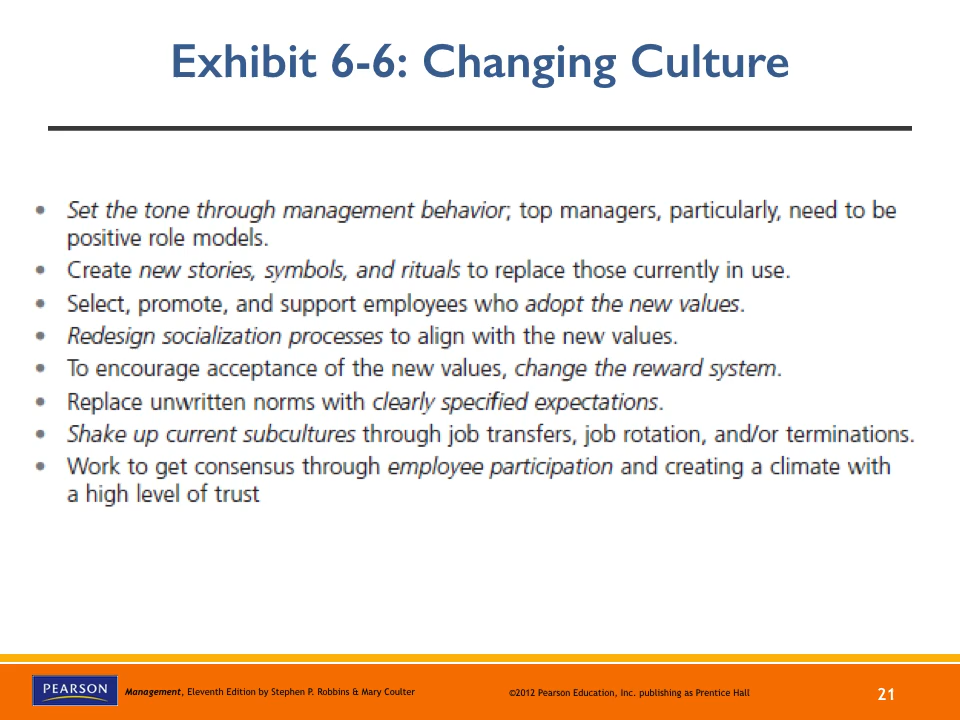 Exhibit 6-6: Changing Culture
• Set the tone through management behavior; top managers, particularly, need to be
positive role models.
• Create new stories, symbols, and rituals to replace those currently in use.
• Select, promote, and support employees who adopt the new values.
• Redesign socialization processes to align with the new values.
• To encourage acceptance of the new values, change the reward system.
• Replace unwritten norms with clearly specified expectations.
• Shake up current subcultures through job transfers, job rotation, and/or terminations.
• Work to get consensus through employee participation and creating a climate with
a high level of trust
PEARSON
Management, Eleventh Edition by Stephen P. Robbins & Mary Coulter
©2012 Pearson Education, Inc. publishing as Prentice Hall
21